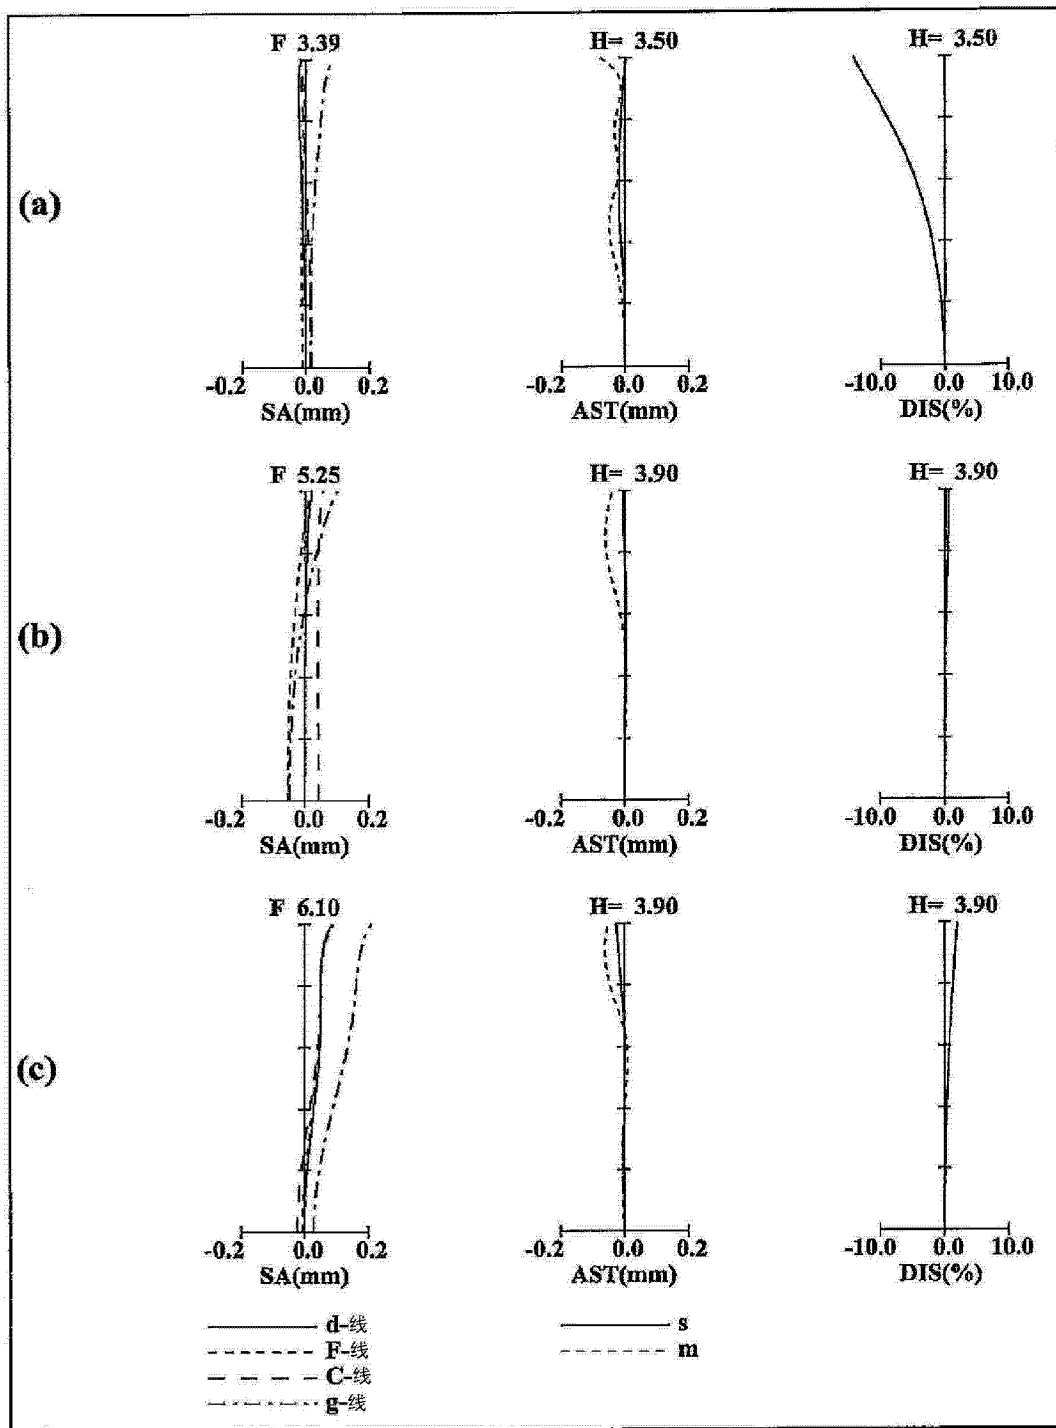 (a)
F 3.39
-0.2 0.0 0.2
SA(mm)
H= 3.50
-0.2 0.0 0.2
AST(mm)
H= 3.50
-10.0 0.0 10.0
DIS(%)
(b)
F 5.25
-0.2 0.0 0.2
SA(mm)
H= 3.90
-0.2 0.0 0.2
AST(mm)
H= 3.90
-10.0 0.0 10.0
DIS(%)
(c)
F 6.10
-0.2 0.0 0.2
SA(mm)
H= 3.90
-0.2 0.0 0.2
AST(mm)
H= 3.90
-10.0 0.0 10.0
DIS(%)
d-线
F-线
C-线
g-线
s
m